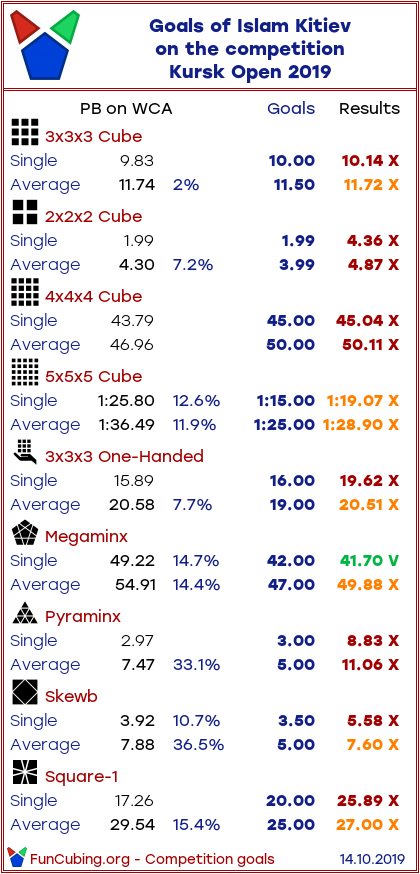 Goals of Islam Kitiev
on the competition
Kursk Open 2019
PB on WCA Goals Results
3x3x3 Cube
Single 9.83 10.00 10.14 X
Average 11.74 2% 11.50 11.72 X
2x2x2 Cube
Single 1.99 1.99 4.36 X
Average 4.30 7.2% 3.99 4.87 X
4x4x4 Cube
Single 43.79 45.00 45.04 X
Average 46.96 50.00 50.11 X
5x5x5 Cube
Single 1:25.80 12.6% 1:15.00 1:19.07 X
Average 1:36.49 11.9% 1:25.00 1:28.90 X
3x3x3 One-Handed
Single 15.89 16.00 19.62 X
Average 20.58 7.7% 19.00 20.51 X
Megaminx
Single 49.22 14.7% 42.00 41.70 V
Average 54.91 14.4% 47.00 49.88 X
Pyraminx
Single 2.97 3.00 8.83 X
Average 7.47 33.1% 5.00 11.06 X
Skewb
Single 3.92 10.7% 3.50 5.58 X
Average 7.88 36.5% 5.00 7.60 X
Square-1
Single 17.26 20.00 25.89 X
Average 29.54 15.4% 25.00 27.00 X
FunCubing.org - Competition goals 14.10.2019